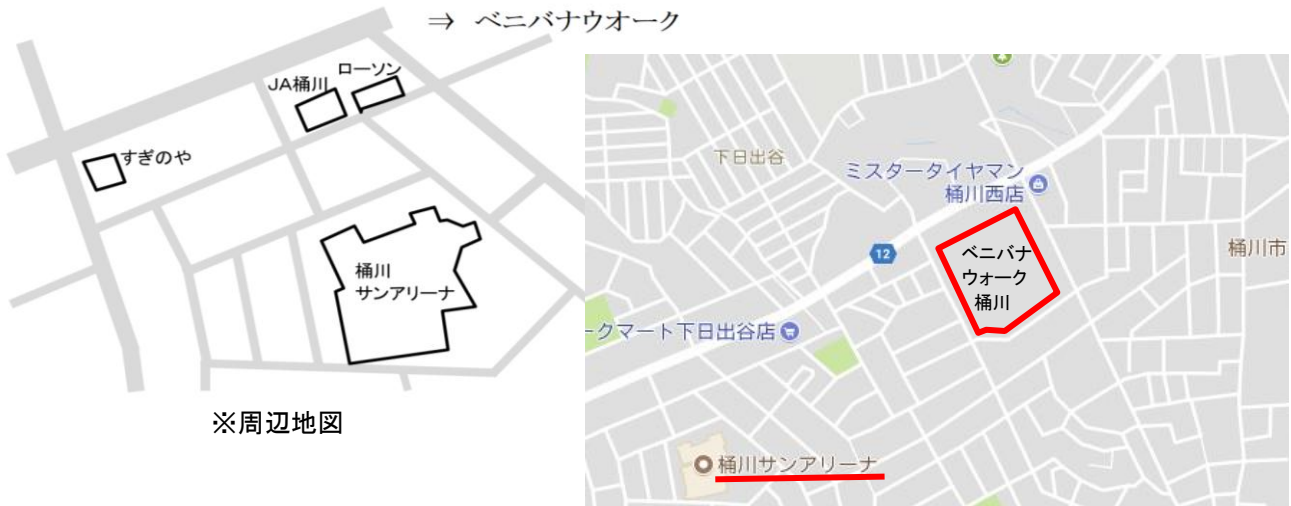 ⇒ ベニバナウオーク
ローソン
JA桶川
すぎのや
桶川
サンアリーナ
※周辺地図
下日出谷
ミスタータイヤマン
桶川西店
12
ベニバナ
ウォーク
桶川
桶川市
ークマート下日出谷店
桶川サンアリーナ